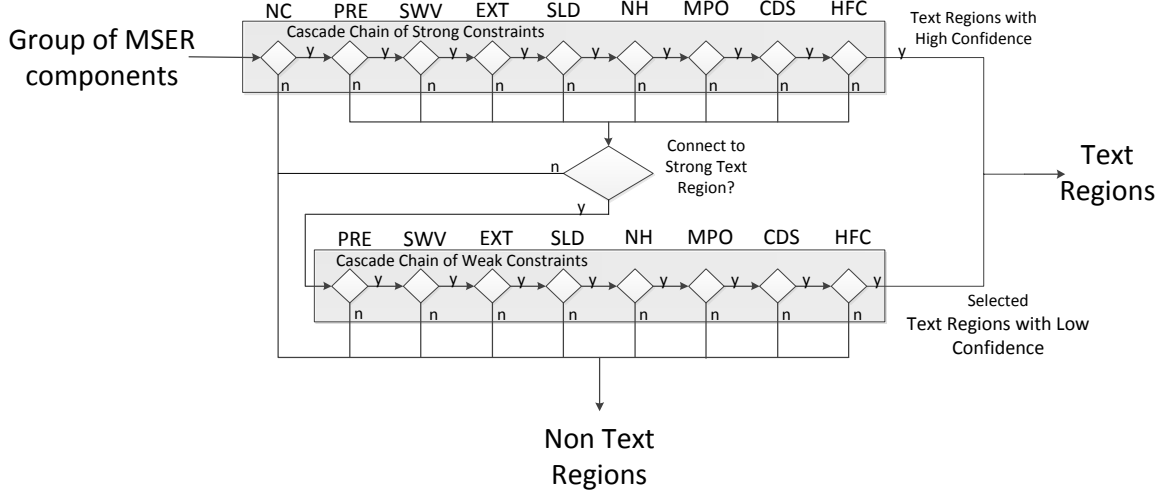 NC PRE SWV EXT SLD NH MPO CDS HFC
Cascade Chain of Strong Constraints
Group of MSER
components
y y y y y y y y y
n n n n n n n n n
Text Regions with
High Confidence
Connect to
Strong Text
Region?
n
y
Text
Regions
PRE SWV EXT SLD NH MPO CDS HFC
Cascade Chain of Weak Constraints
y y y y y y y y
n n n n n n n n
Selected
Text Regions with Low
Confidence
Non Text
Regions